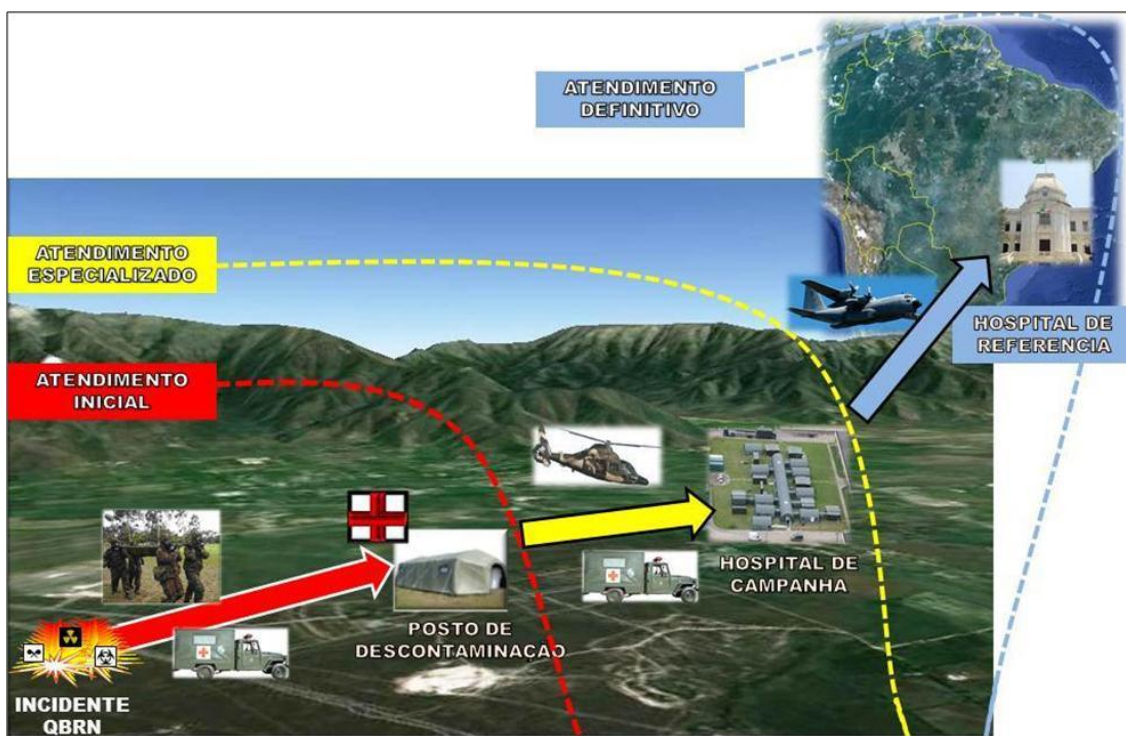 ATENDIMENTO
DEFINITIVO
ATENDIMENTO
ESPECIALIZADO
HOSPITAL DE
REFERENCIA
ATENDIMENTO
INICIAL
HOSPITAL DE
CAMPANHA
POSTO DE
DESCONTAMINAÇÃO
INCIDENTE
QBRN